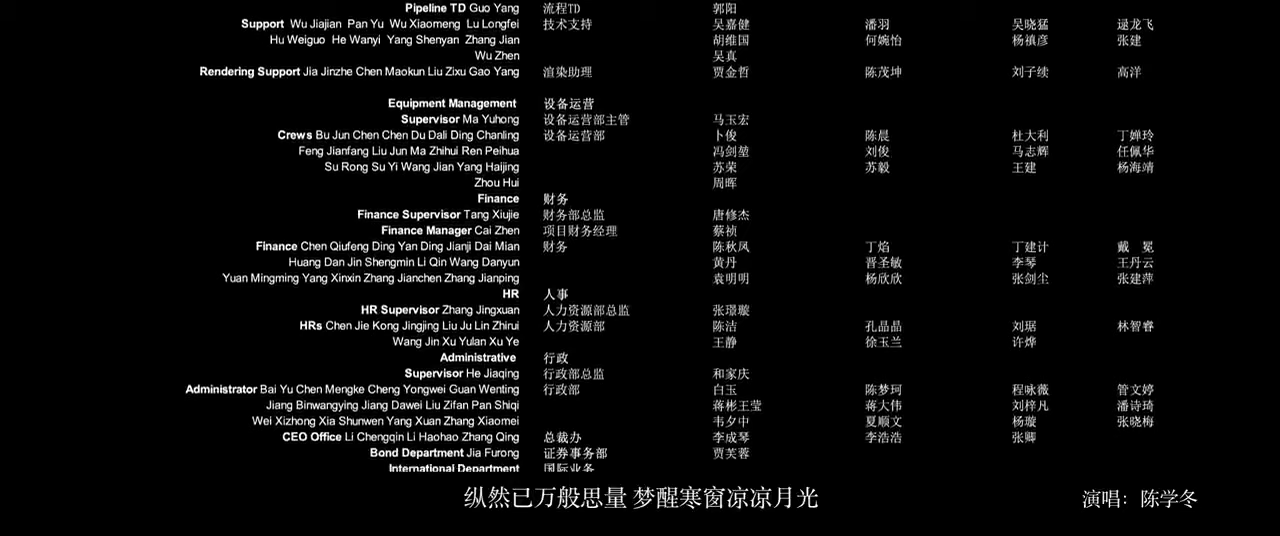 Pipeline TD Guo Yang 流程TD 郭阳
Support Wu Jiajian Pan Yu Wu Xiaomeng Lu Longfei 技术支持 吴嘉健 潘羽 吴晓猛 逯龙飞
Hu Weiguo He Wanyi Yang Shenyan Zhang Jian 胡维国 何婉怡 杨禛彦 张建
Wu Zhen 吴真
Rendering Support Jia Jinzhe Chen Maokun Liu Zixu Gao Yang 渲染助理 贾金哲 陈茂坤 刘子续 高洋
Equipment Management 设备运营
Supervisor Ma Yuhong 设备运营部主管 马玉宏
Crews Bu Jun Chen Chen Du Dali Ding Chanling 设备运营部 卜俊 陈晨 杜大利 丁婵玲
Feng Jianfang Liu Jun Ma Zhihui Ren Peihua 冯剑堃 刘俊 马志辉 任佩华
Su Rong Su Yi Wang Jian Yang Haijing 苏荣 苏毅 王建 杨海靖
Zhou Hui 周晖
Finance 财务
Finance Supervisor Tang Xiujie 财务部总监 唐修杰
Finance Manager Cai Zhen 项目财务经理 蔡祯
Finance Chen Qiufeng Ding Yan Ding Jianji Dai Mian 财务 陈秋凤 丁焰 丁建计 戴 冕
Huang Dan Jin Shengmin Li Qin Wang Danyun 黄丹 晋圣敏 李琴 王丹云
Yuan Mingming Yang Xinxin Zhang Jianchen Zhang Jianping 袁明明 杨欣欣 张剑尘 张建萍
HR 人事
HR Supervisor Zhang Jingxuan 人力资源部总监 张璟璇
HRs Chen Jie Kong Jingjing Liu Ju Lin Zhirui 人力资源部 陈洁 孔晶晶 刘琚 林智睿
Wang Jin Xu Yulan Xu Ye 王静 徐玉兰 许烨
Administrative 行政
Supervisor He Jiaqing 行政部总监 和家庆
Administrator Bai Yu Chen Mengke Cheng Yongwei Guan Wenting 行政部 白玉 陈梦珂 程咏薇 管文婷
Jiang Binwangying Jiang Dawei Liu Zifan Pan Shiqi 蒋彬王莹 蒋大伟 刘梓凡 潘诗琦
Wei Xizhong Xia Shunwen Yang Xuan Zhang Xiaomei 韦夕中 夏顺文 杨璇 张晓梅
CEO Office Li Chengqin Li Haohao Zhang Qing 总裁办 李成琴 李浩浩 张卿
Bond Department Jia Furong 证券事务部 贾芙蓉
International Department 国际业务
纵然已万般思量 梦醒寒窗凉凉月光
演唱：陈学冬